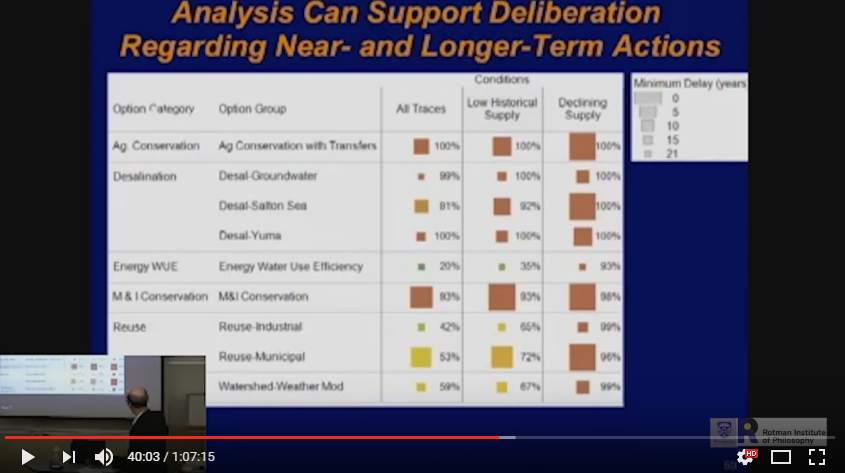 Analysis Can Support Deliberation
Regarding Near- and Longer-Term Actions
Conditions
Option Category Option Group All Traces Low Historical Supply Declining Supply
Minimum Delay (years
0
5
10
15
21
Ag. Conservation Ag Conservation with Transfers 100% 100% 100%
Desalination Desal-Groundwater 99% 100% 100%
Desal-Salton Sea 81% 92% 100%
Desal-Yuma 100% 100% 100%
Energy WUE Energy Water Use Efficiency 20% 35% 93%
M & I Conservation M&I Conservation 93% 93% 98%
Reuse Reuse-Industrial 42% 65% 99%
Reuse-Municipal 53% 72% 96%
Watershed-Weather Mod 59% 67% 99%
Rotman Institute
of Philosophy
40:03 / 1:07:15
HD